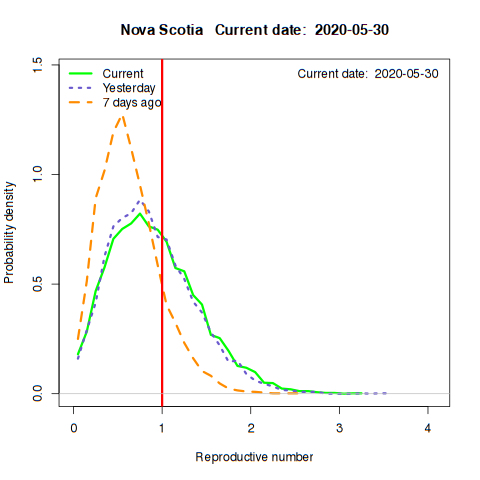 Nova Scotia Current date: 2020-05-30
Current date: 2020-05-30
Current
Yesterday
7 days ago
Probability density
1.5
1.0
0.5
0.0
0 1 2 3 4
Reproductive number